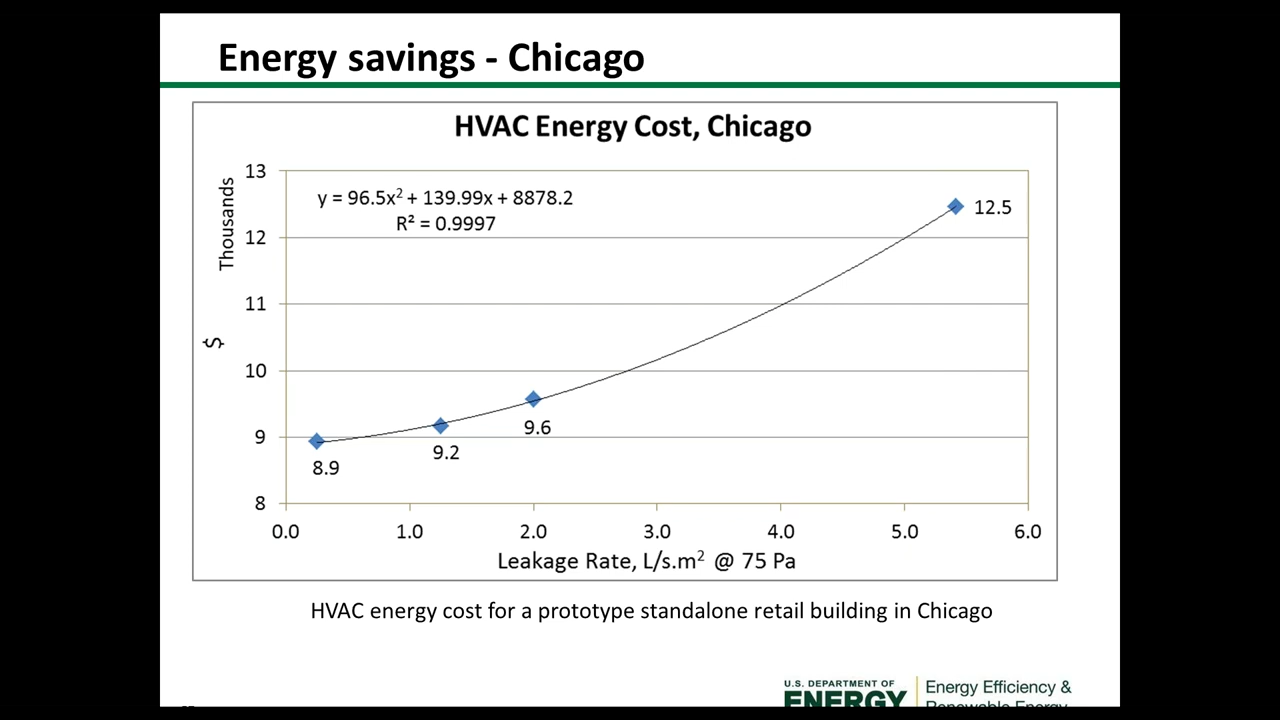 Energy savings - Chicago
HVAC Energy Cost, Chicago
Thousands
$
13
12
11
10
9
8
y = 96.5x² + 139.99x + 8878.2
R² = 0.9997
12.5
9.6
9.2
8.9
0.0 1.0 2.0 3.0 4.0 5.0 6.0
Leakage Rate, L/s.m² @ 75 Pa
HVAC energy cost for a prototype standalone retail building in Chicago
U.S. DEPARTMENT OF
ENERGY
Energy Efficiency &
Renewable Energy